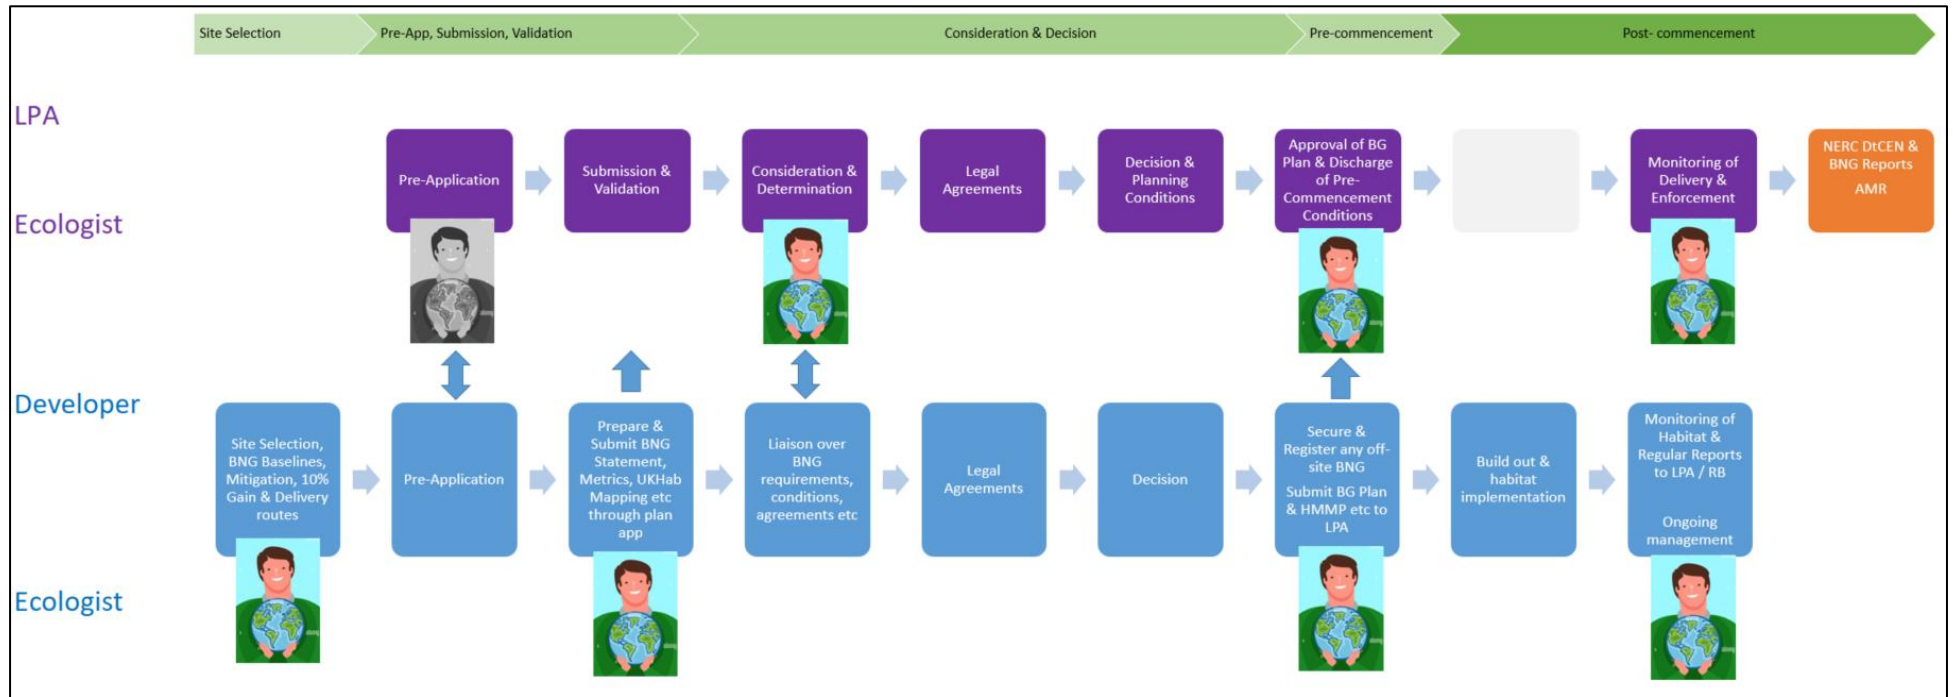 Site Selection
Pre-App, Submission, Validation
Consideration & Decision
Pre-commencement
Post- commencement
LPA
Pre-Application
Submission &
Validation
Consideration &
Determination
Legal
Agreements
Decision &
Planning
Conditions
Approval of BG
Plan & Discharge
of Pre-
Commencement
Conditions
Monitoring of
Delivery &
Enforcement
NERC DtCEN &
BNG Reports
AMR
Ecologist
Developer
Site Selection,
BNG Baselines,
Mitigation, 10%
Gain & Delivery
routes
Pre-Application
Prepare &
Submit BNG
Statement,
Metrics, UKHab
Mapping etc
through plan
app
Liaison over
BNG
requirements,
conditions,
agreements etc
Legal
Agreements
Decision
Secure &
Register any off-
site BNG
Submit BG Plan
& HMMP etc to
LPA
Build out &
habitat
implementation
Monitoring of
Habitat &
Regular Reports
to LPA / RB
Ongoing
management
Ecologist